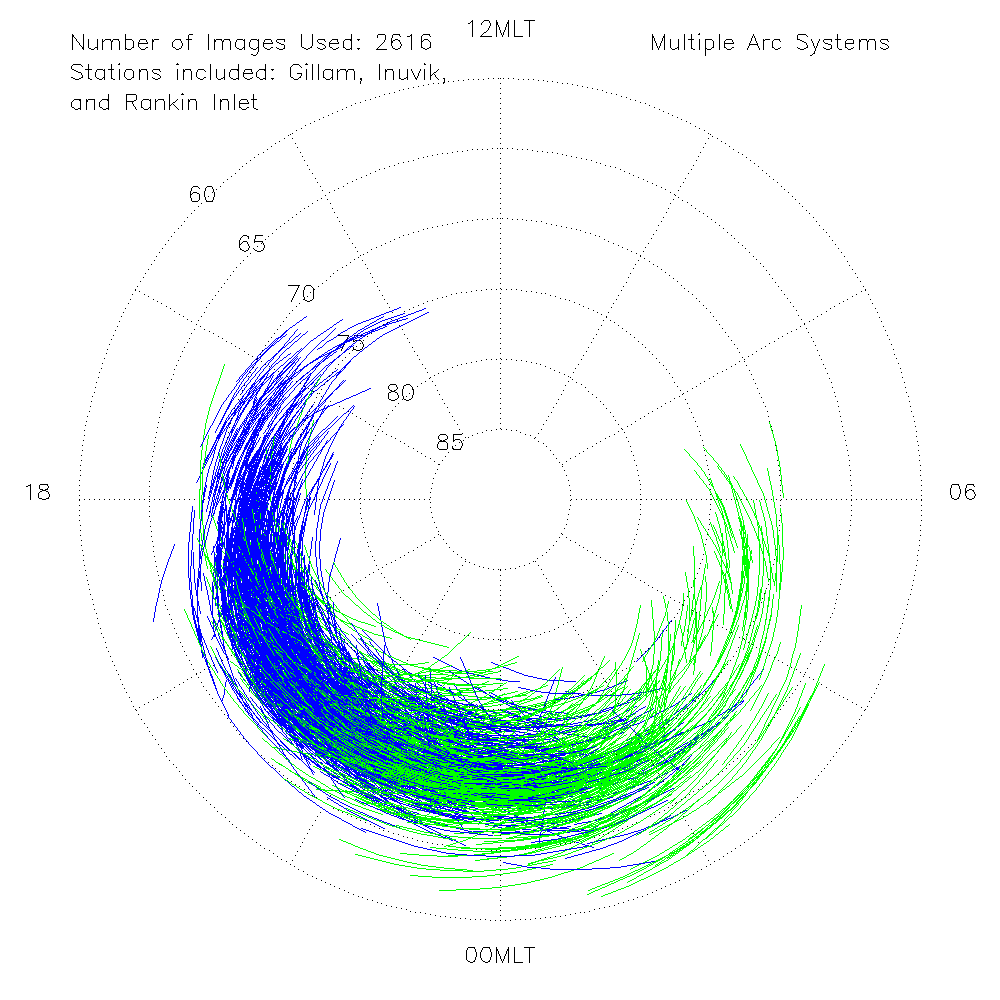 12MLT
Number of Images Used: 2616
Multiple Arc Systems
Stations included: Gillam, Inuvik,
and Rankin Inlet
60
65
70
75
80
85
18
06
00MLT